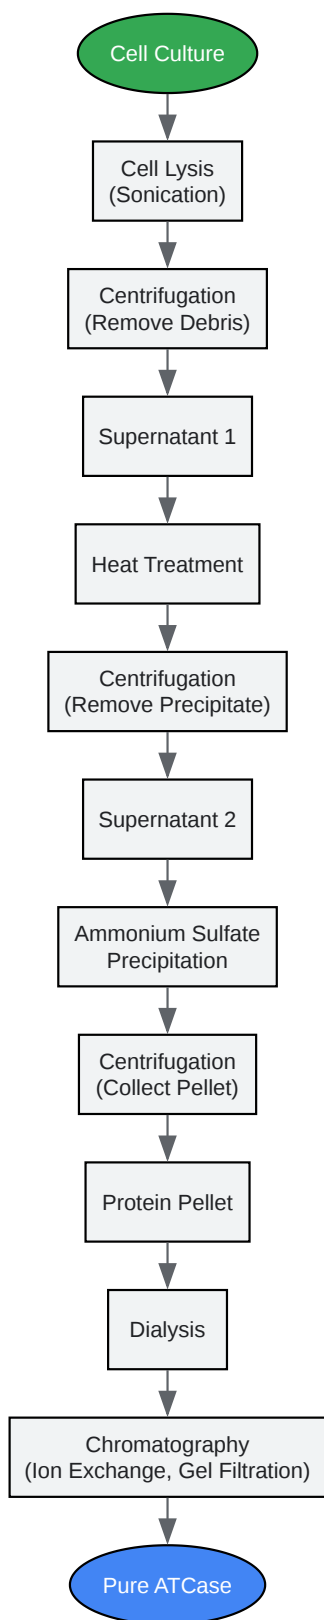 Cell Culture
Cell Lysis
(Sonication)
Centrifugation
(Remove Debris)
Supernatant 1
Heat Treatment
Centrifugation
(Remove Precipitate)
Supernatant 2
Ammonium Sulfate
Precipitation
Centrifugation
(Collect Pellet)
Protein Pellet
Dialysis
Chromatography
(Ion Exchange, Gel Filtration)
Pure ATCase